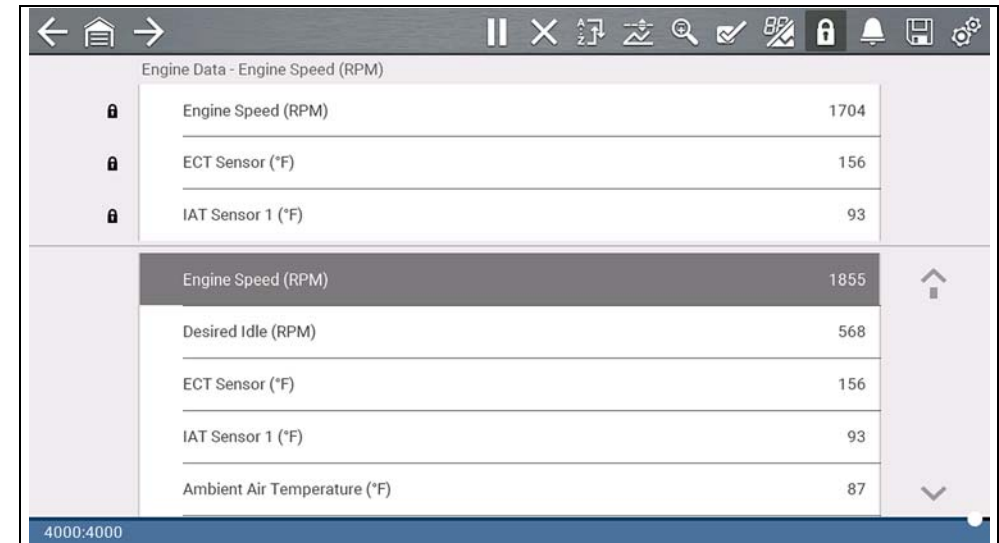 Engine Data - Engine Speed (RPM)
Engine Speed (RPM) 1704
ECT Sensor (°F) 156
IAT Sensor 1 (°F) 93
Engine Speed (RPM) 1855
Desired Idle (RPM) 568
ECT Sensor (°F) 156
IAT Sensor 1 (°F) 93
Ambient Air Temperature (°F) 87
4000:4000